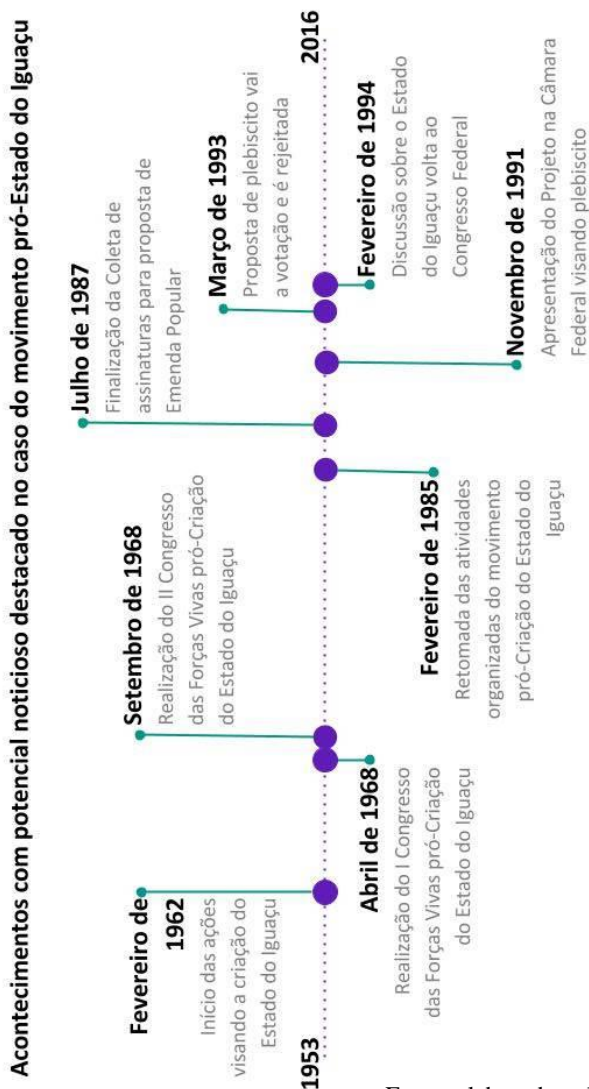 Acontecimentos com potencial noticioso destacado no caso do movimento pró-Estado do Iguaçu
1953
Fevereiro de
1962
Início das ações
visando a criação do
Estado do Iguaçu
Abril de 1968
Realização do I Congresso
das Forças Vivas pró-Criação
do Estado do Iguaçu
Setembro de 1968
Realização do II Congresso
das Forças Vivas pró-Criação
do Estado do Iguaçu
Fevereiro de 1985
Retomada das atividades
organizadas do movimento
pró-Criação do Estado do
Iguaçu
Julho de 1987
Finalização da Coleta de
assinaturas para proposta de
Emenda Popular
Novembro de 1991
Apresentação do Projeto na Câmara
Federal visando plebiscito
Março de 1993
Proposta de plebiscito vai
a votação e é rejeitada
Fevereiro de 1994
Discussão sobre o Estado
do Iguaçu volta ao
Congresso Federal
2016